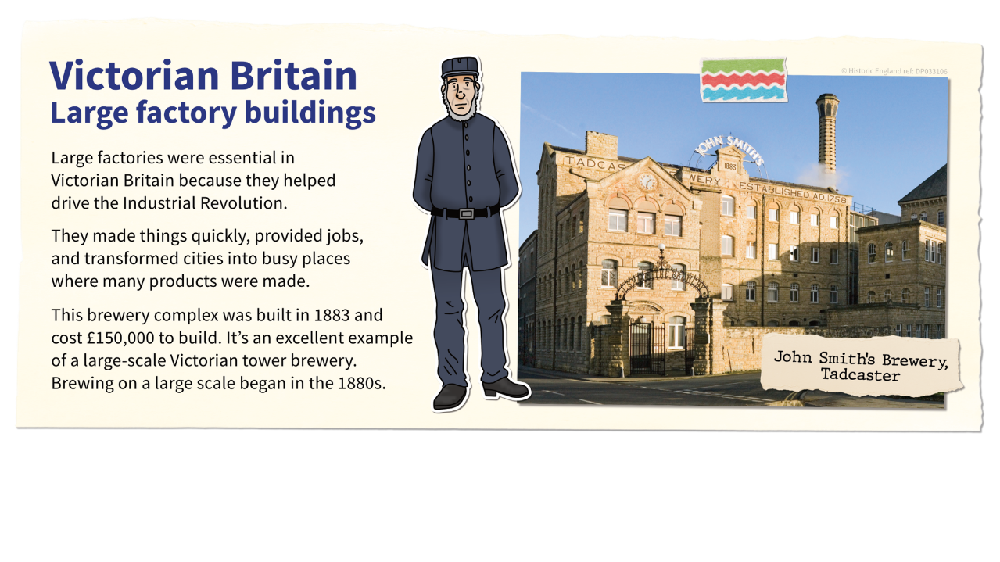 Victorian Britain
Large factory buildings
Large factories were essential in
Victorian Britain because they helped
drive the Industrial Revolution.
They made things quickly, provided jobs,
and transformed cities into busy places
where many products were made.
This brewery complex was built in 1883 and
cost £150,000 to build. It’s an excellent example
of a large-scale Victorian tower brewery.
Brewing on a large scale began in the 1880s.
© Historic England ref: DP033106
JOHN SMITH'S
1883
TADCAS
WERY ESTABLISHED A.D. 1758
John Smith's Brewery,
Tadcaster